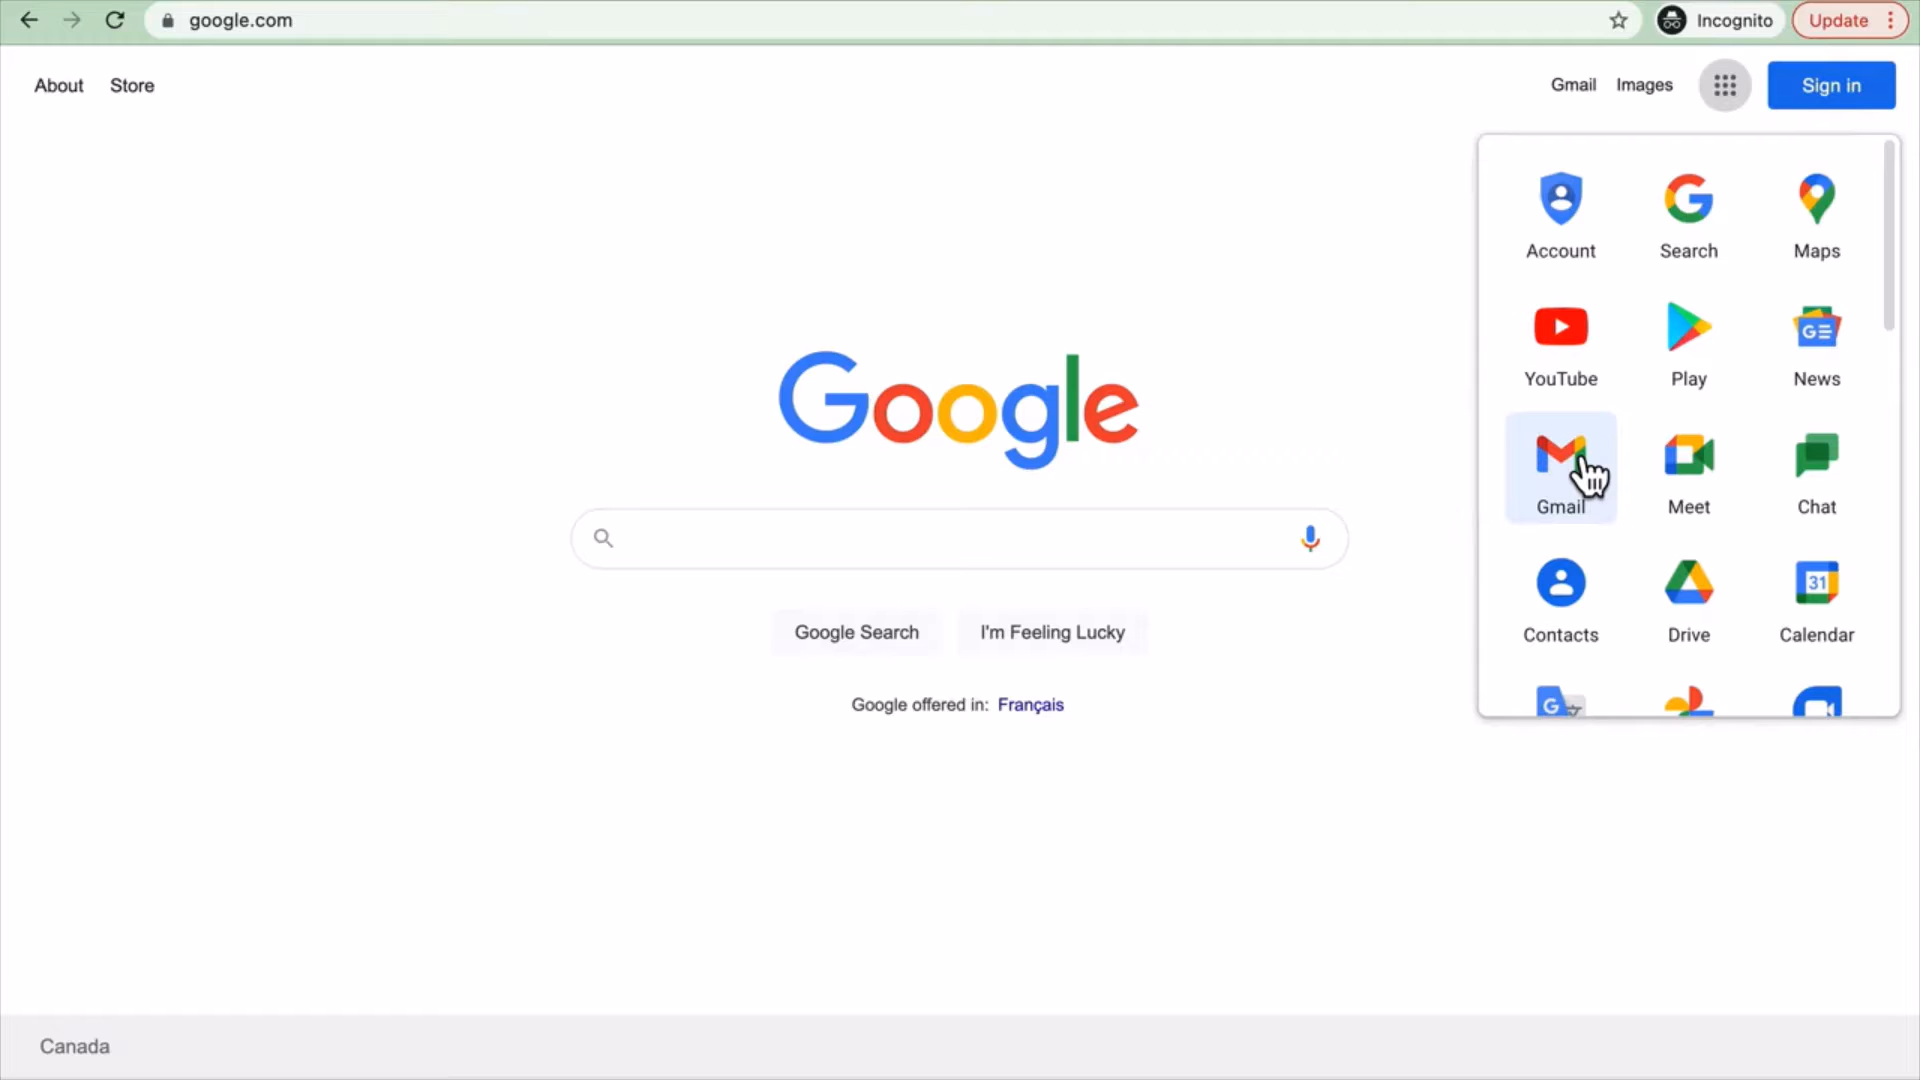 google.com
Incognito
Update
About Store
Gmail Images
Sign in
Account Search Maps
YouTube Play News
Gmail Meet Chat
Contacts Drive Calendar
Google
Google Search I'm Feeling Lucky
Google offered in: Français
Canada